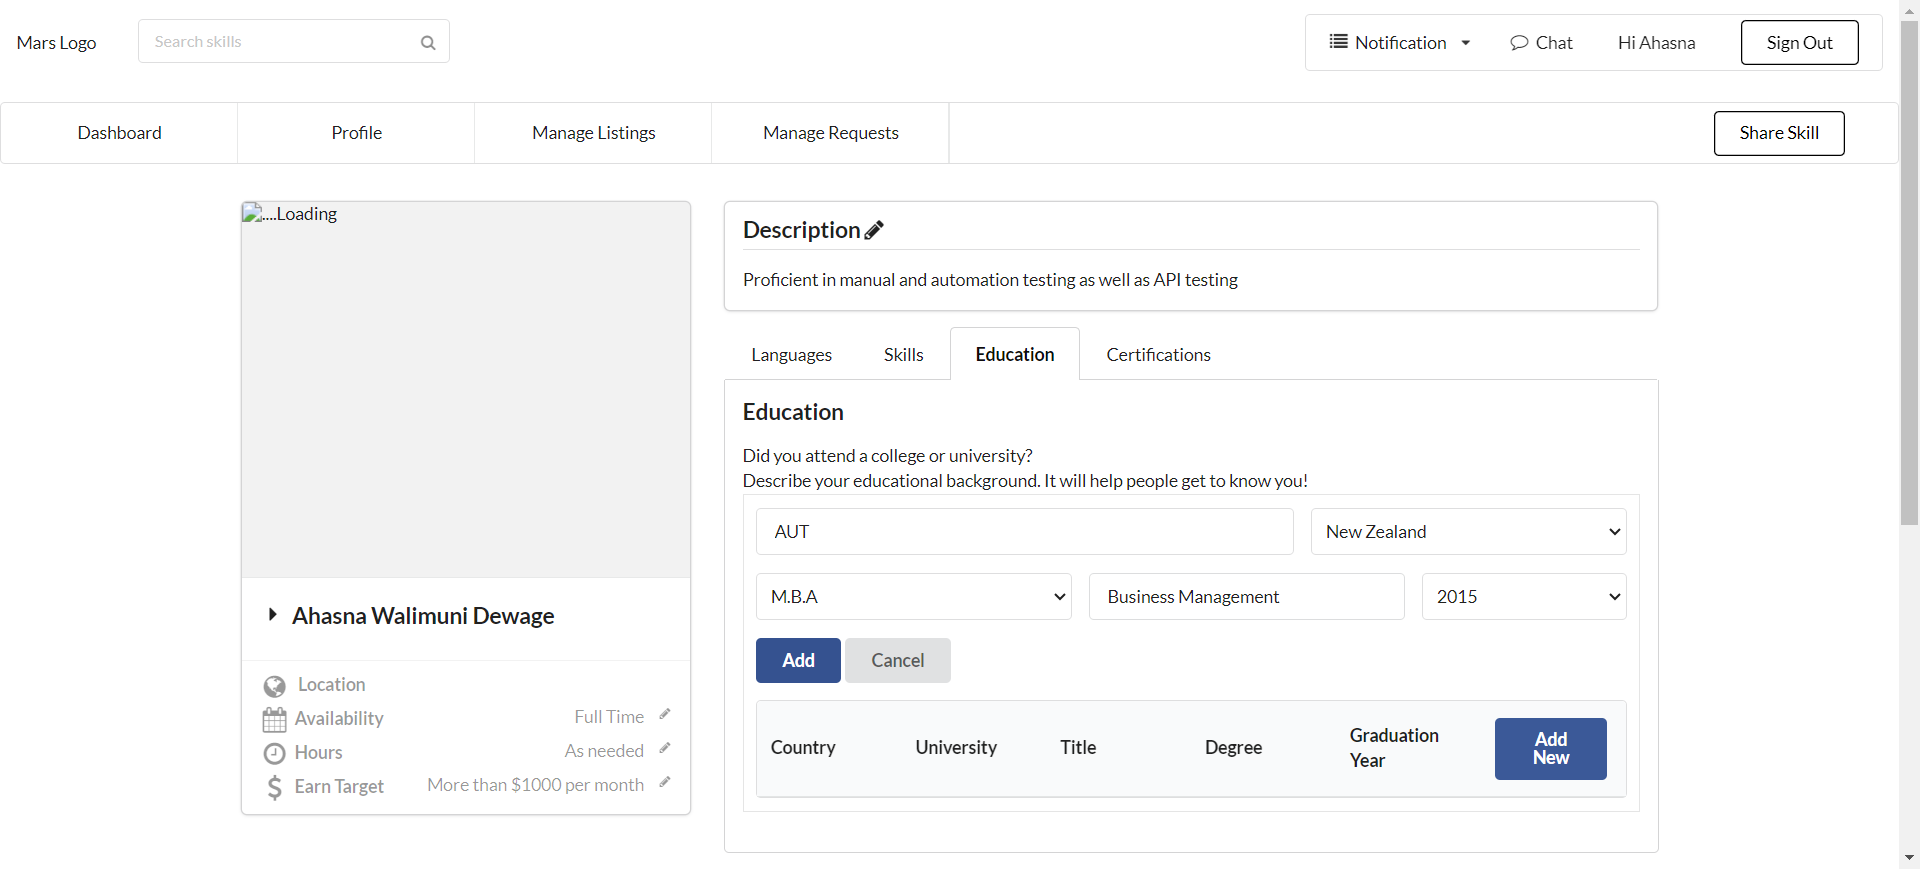 Mars Logo
Search skills
Notification
Chat
Hi Ahasna
Sign Out
Dashboard
Profile
Manage Listings
Manage Requests
Share Skill
....Loading
Ahasna Walimuni Dewage
Location
Availability
Full Time
Hours
As needed
Earn Target
More than $1000 per month
Description
Proficient in manual and automation testing as well as API testing
Languages
Skills
Education
Certifications
Education
Did you attend a college or university?
Describe your educational background. It will help people get to know you!
AUT
New Zealand
M.B.A
Business Management
2015
Add
Cancel
Country
University
Title
Degree
Graduation
Year
Add
New